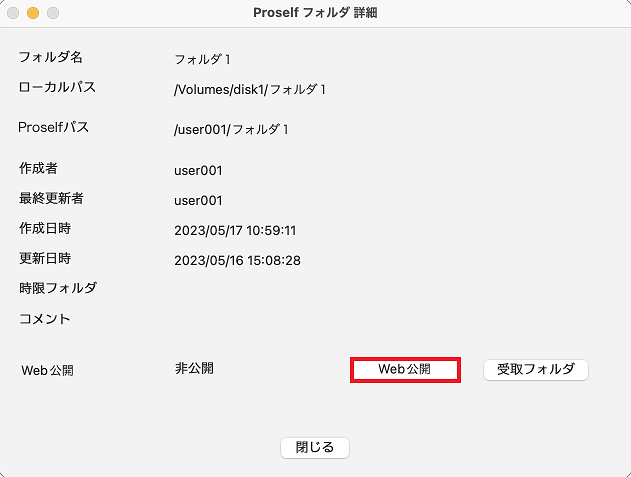 Proself フォルダ 詳細
フォルダ名 フォルダ1
ローカルパス /Volumes/disk1/フォルダ1
Proselfパス /user001/フォルダ1
作成者 user001
最終更新者 user001
作成日時 2023/05/17 10:59:11
更新日時 2023/05/16 15:08:28
時限フォルダ
コメント
Web公開 非公開 Web公開 受取フォルダ
閉じる